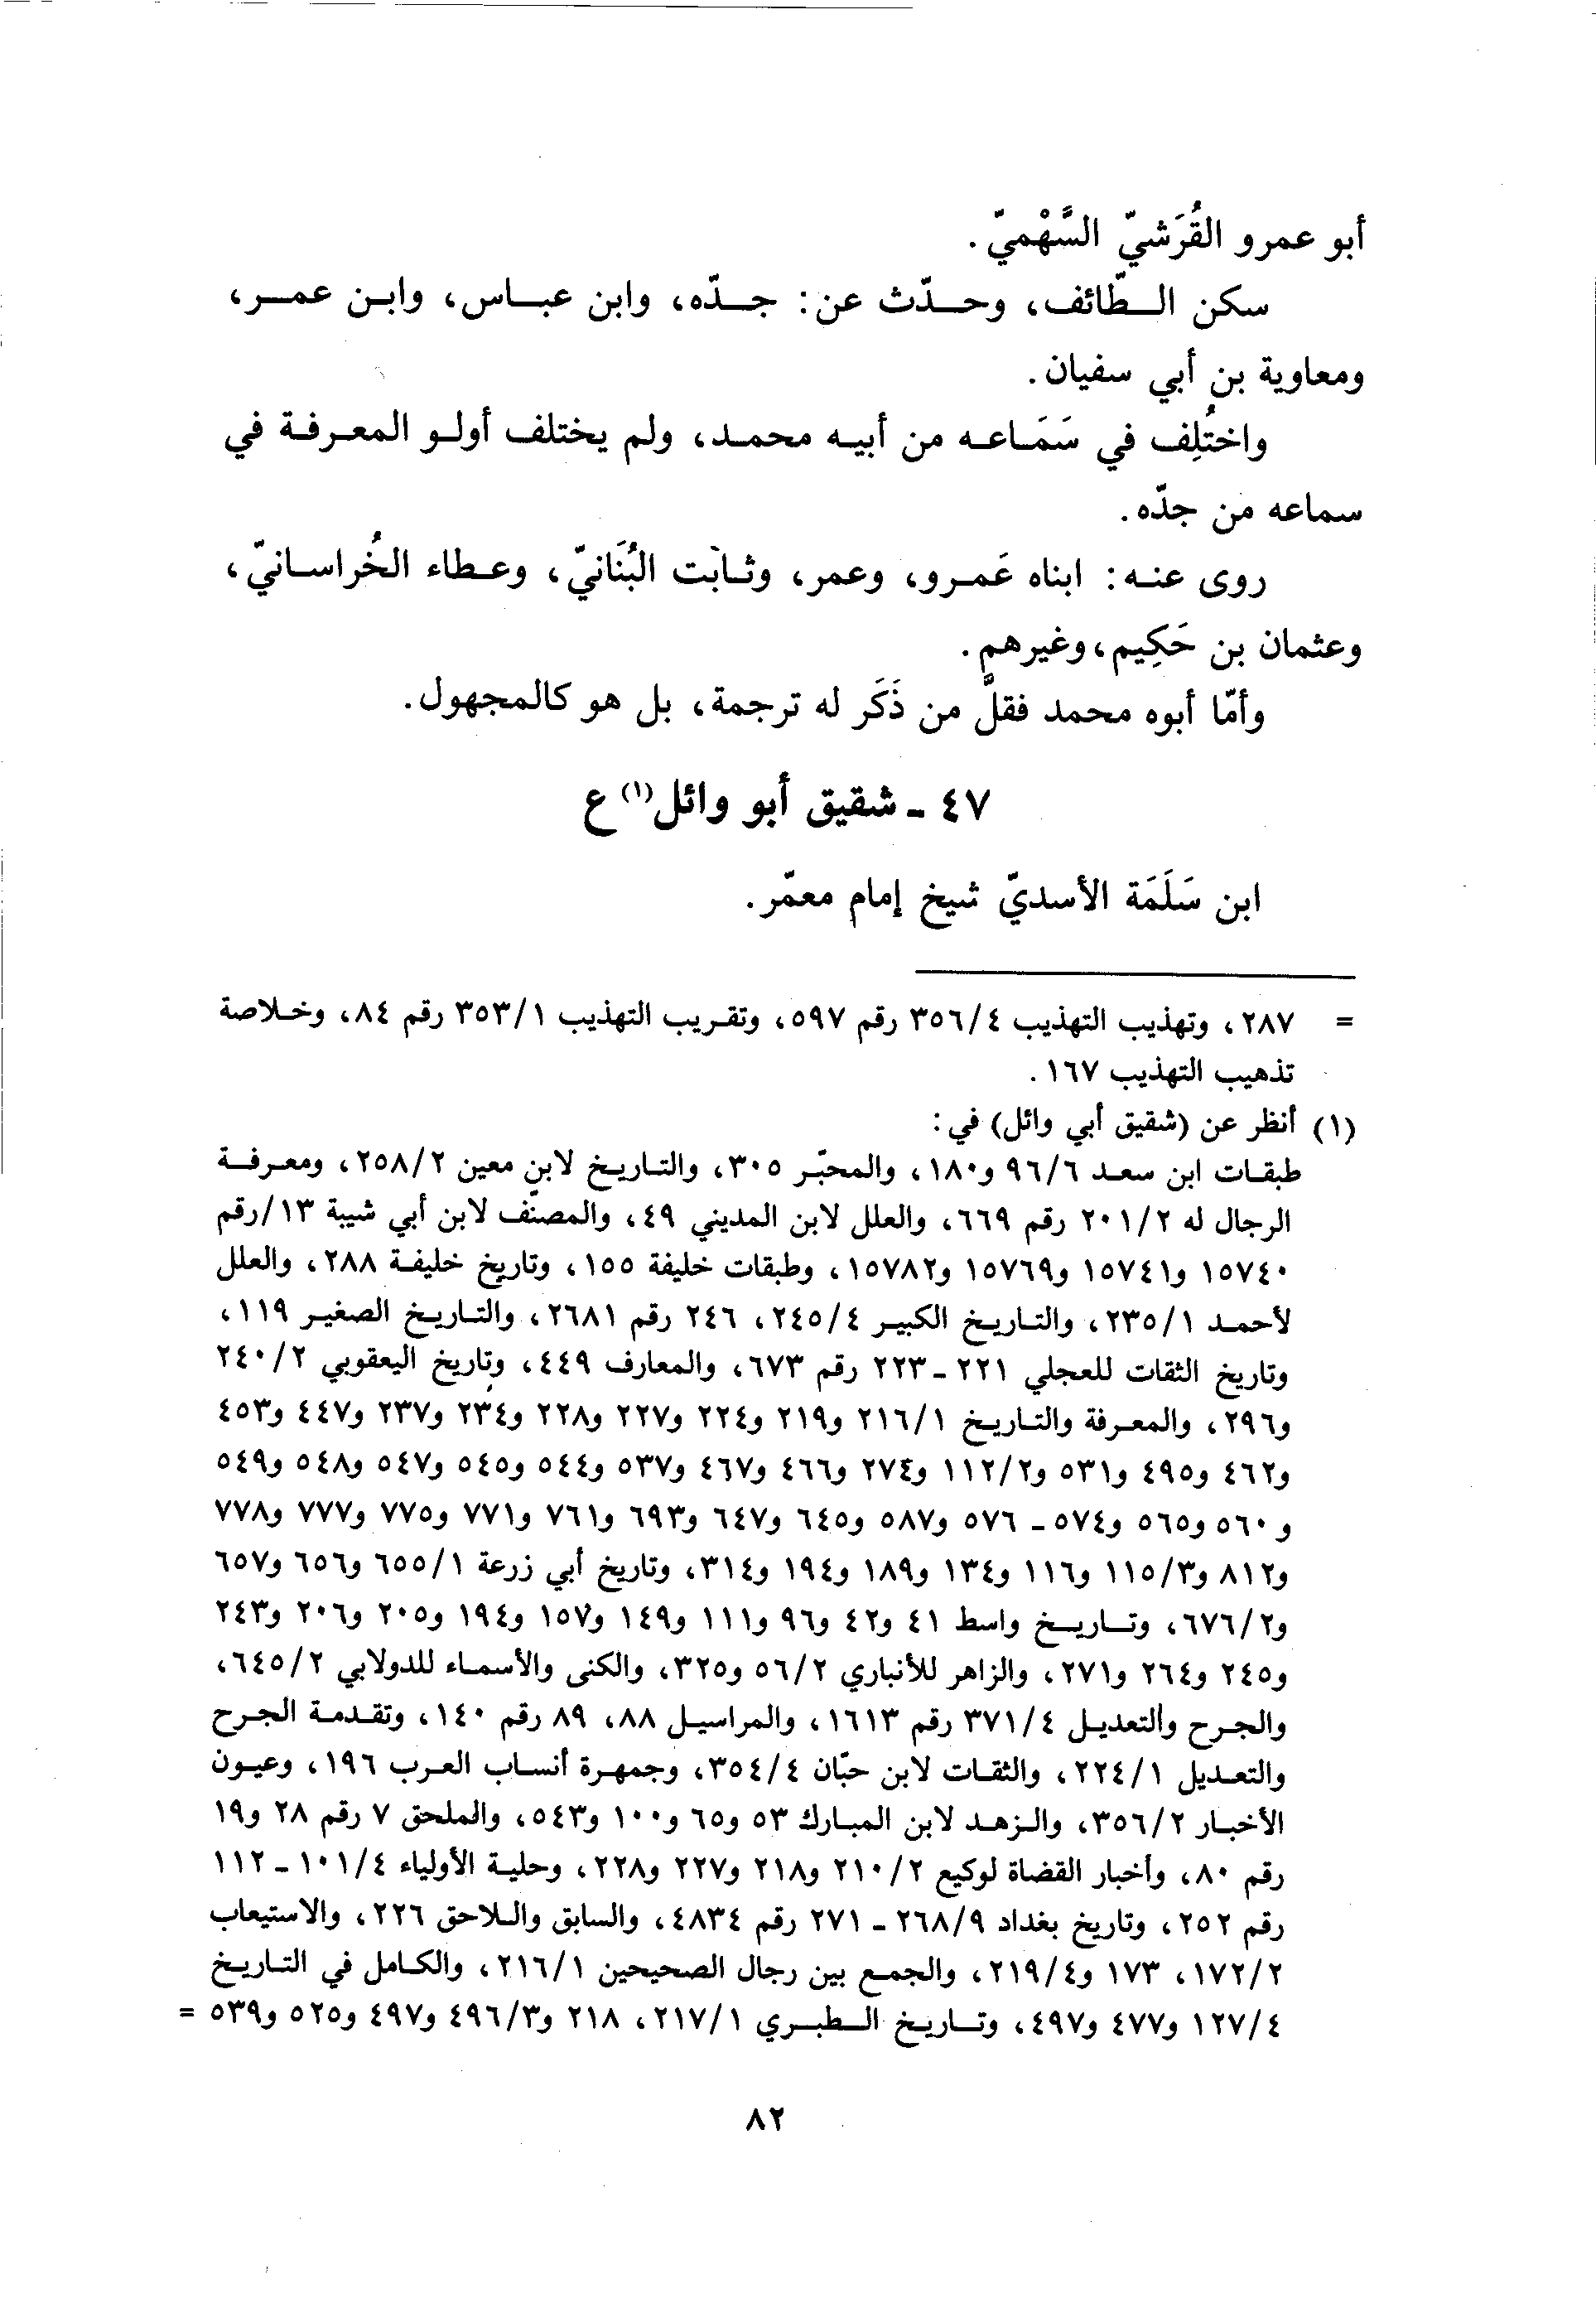 أبو عمرو القُرَشيّ السَّهْميّ.
سكن الطّائف، وحدّث عن: جدّه، وابن عباس، وابن عمر،
ومعاوية بن أبي سفيان.
واختُلِف في سَمَاعه من أبيه محمد، ولم يختلف أولو المعرفة في
سماعه من جدّه.
روى عنه: ابناه عَمرو، وعمر، وثابت البُنَانيّ، وعطاء الخُراسانيّ،
وعثمان بن حَكِيم، وغيرهم.
وأمّا أبوه محمد فقلَّ من ذَكَر له ترجمة، بل هو كالمجهول.
٤٧ ـ شقيق أبو وائل(١) ع
ابن سَلَمَة الأسديّ شيخ إمام معمّر.
= ٢٨٧، وتهذيب التهذيب ٣٥٦/٤ رقم ٥٩٧، وتقريب التهذيب ٣٥٣/١ رقم ٨٤، وخلاصة
تذهيب التهذيب ١٦٧.
(١) أنظر عن (شقيق أبي وائل) في:
طبقات ابن سعد ٩٦/٦ و١٨٠، والمحبّر ٣٠٥، والتاريخ لابن معين ٢٥٨/٢، ومعرفة
الرجال له ٢٠١/٢ رقم ٦٦٩، والعلل لابن المديني ٤٩، والمصنّف لابن أبي شيبة ١٣/رقم
١٥٧٤٠ و١٥٧٤١ و١٥٧٦٩ و١٥٧٨٢، وطبقات خليفة ١٥٥، وتاريخ خليفة ٢٨٨، والعلل
لأحمد ٢٣٥/١، والتاريخ الكبير ٢٤٥/٤، ٢٤٦ رقم ٢٦٨١، والتاريخ الصغير ١١٩،
وتاريخ الثقات للعجلي ٢٢١ ـ ٢٢٣ رقم ٦٧٣، والمعارف ٤٤٩، وتاريخ اليعقوبي ٢٤٠/٢
و٢٩٦، والمعرفة والتاريخ ٢١٦/١ و٢١٩ و٢٢٤ و٢٢٧ و٢٢٨ و٢٣٤ و٢٣٧ و٤٤٧ و٤٥٣
و٤٦٢ و٤٩٥ و٥٣١ و١١٢/٢ و٢٧٤ و٤٦٦ و٤٦٧ و٥٣٧ و٥٤٤ و٥٤٥ و٥٤٧ و٥٤٨ و٥٤٩
و٥٦٠ و٥٦٥ و٥٧٤ ـ ٥٧٦ و٥٨٧ و٦٤٥ و٦٤٧ و٦٩٣ و٧٦١ و٧٧١ و٧٧٥ و٧٧٧ و٧٧٨
و٨١٢ و١١٥/٣ و١١٦ و١٣٤ و١٨٩ و١٩٤ و٣١٤، وتاريخ أبي زرعة ٦٥٥/١ و٦٥٦ و٦٥٧
و٦٧٦/٢، وتاريخ واسط ٤١ و٤٢ و٩٦ و١١١ و١٤٩ و١٥٧ و١٩٤ و٢٠٥ و٢٠٦ و٢٤٣
و٢٤٥ و٢٦٤ و٢٧١، والزاهر للأنباري ٥٦/٢ و٣٢٥، والكنى والأسماء للدولابي ٦٤٥/٢،
والجرح والتعديل ٣٧١/٤ رقم ١٦١٣، والمراسيل ٨٨، ٨٩ رقم ١٤٠، وتقدمة الجرح
والتعديل ٢٢٤/١، والثقات لابن حبّان ٣٥٤/٤، وجمهرة أنساب العرب ١٩٦، وعيون
الأخبار ٣٥٦/٢، والزهد لابن المبارك ٥٣ و٦٥ و١٠٠ و٥٤٣، والملحق ٧ رقم ٢٨ و١٩
رقم ٨٠، وأخبار القضاة لوكيع ٢١٠/٢ و٢١٨ و٢٢٧ و٢٢٨، وحلية الأولياء ١٠١/٤ ـ ١١٢
رقم ٢٥٢، وتاريخ بغداد ٢٦٨/٩ ـ ٢٧١ رقم ٤٨٣٤، والسابق واللاحق ٢٢٦، والاستيعاب
١٧٢/٢، ١٧٣ و٢١٩/٤، والجمع بين رجال الصحيحين ٢١٦/١، والكامل في التاريخ
١٢٧/٤ و٤٧٧ و٤٩٧، وتاريخ الطبري ٢١٧/١، ٢١٨ و٤٩٦/٣ و٤٩٧ و٥٢٥ و٥٣٩ =
٨٢